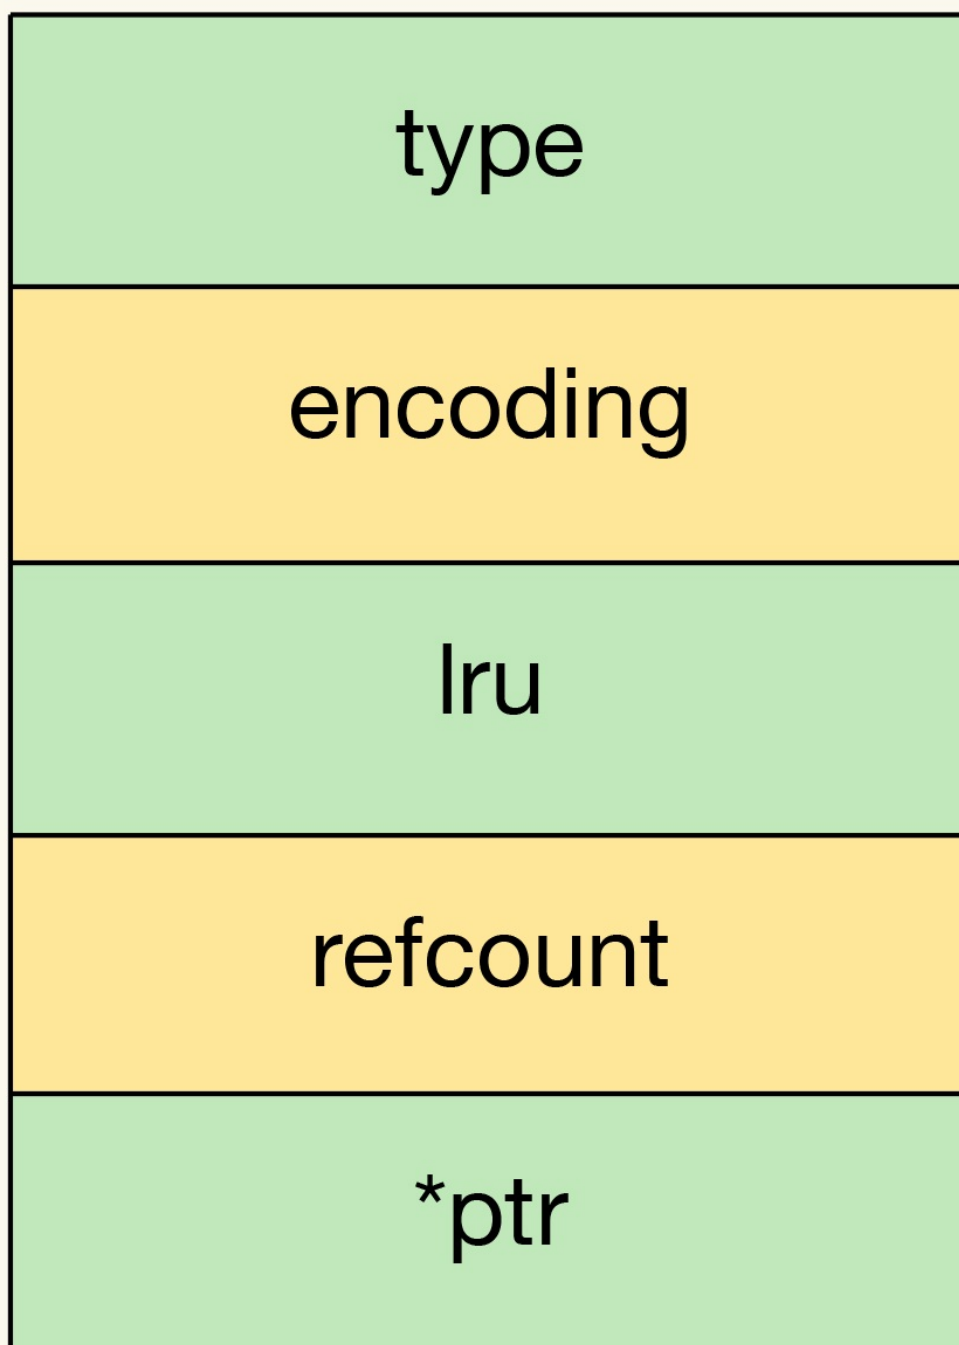 type
encoding
lru
refcount
*ptr